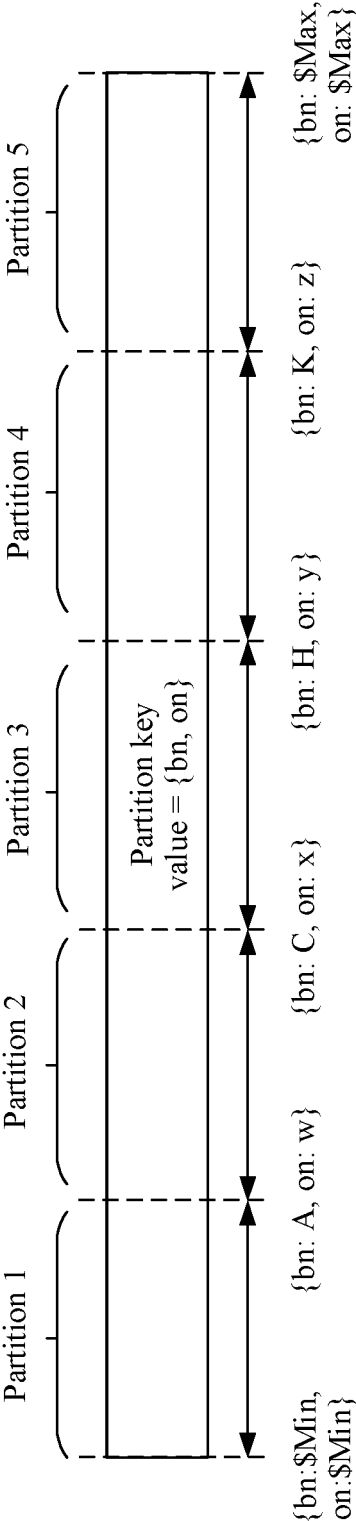 Partition 1
Partition 2
Partition 3
Partition 4
Partition 5
Partition key
value = {bn, on}
{bn:$Min,
on:$Min}
{bn: A, on: w}
{bn: C, on: x}
{bn: H, on: y}
{bn: K, on: z}
{bn: $Max,
on: $Max}